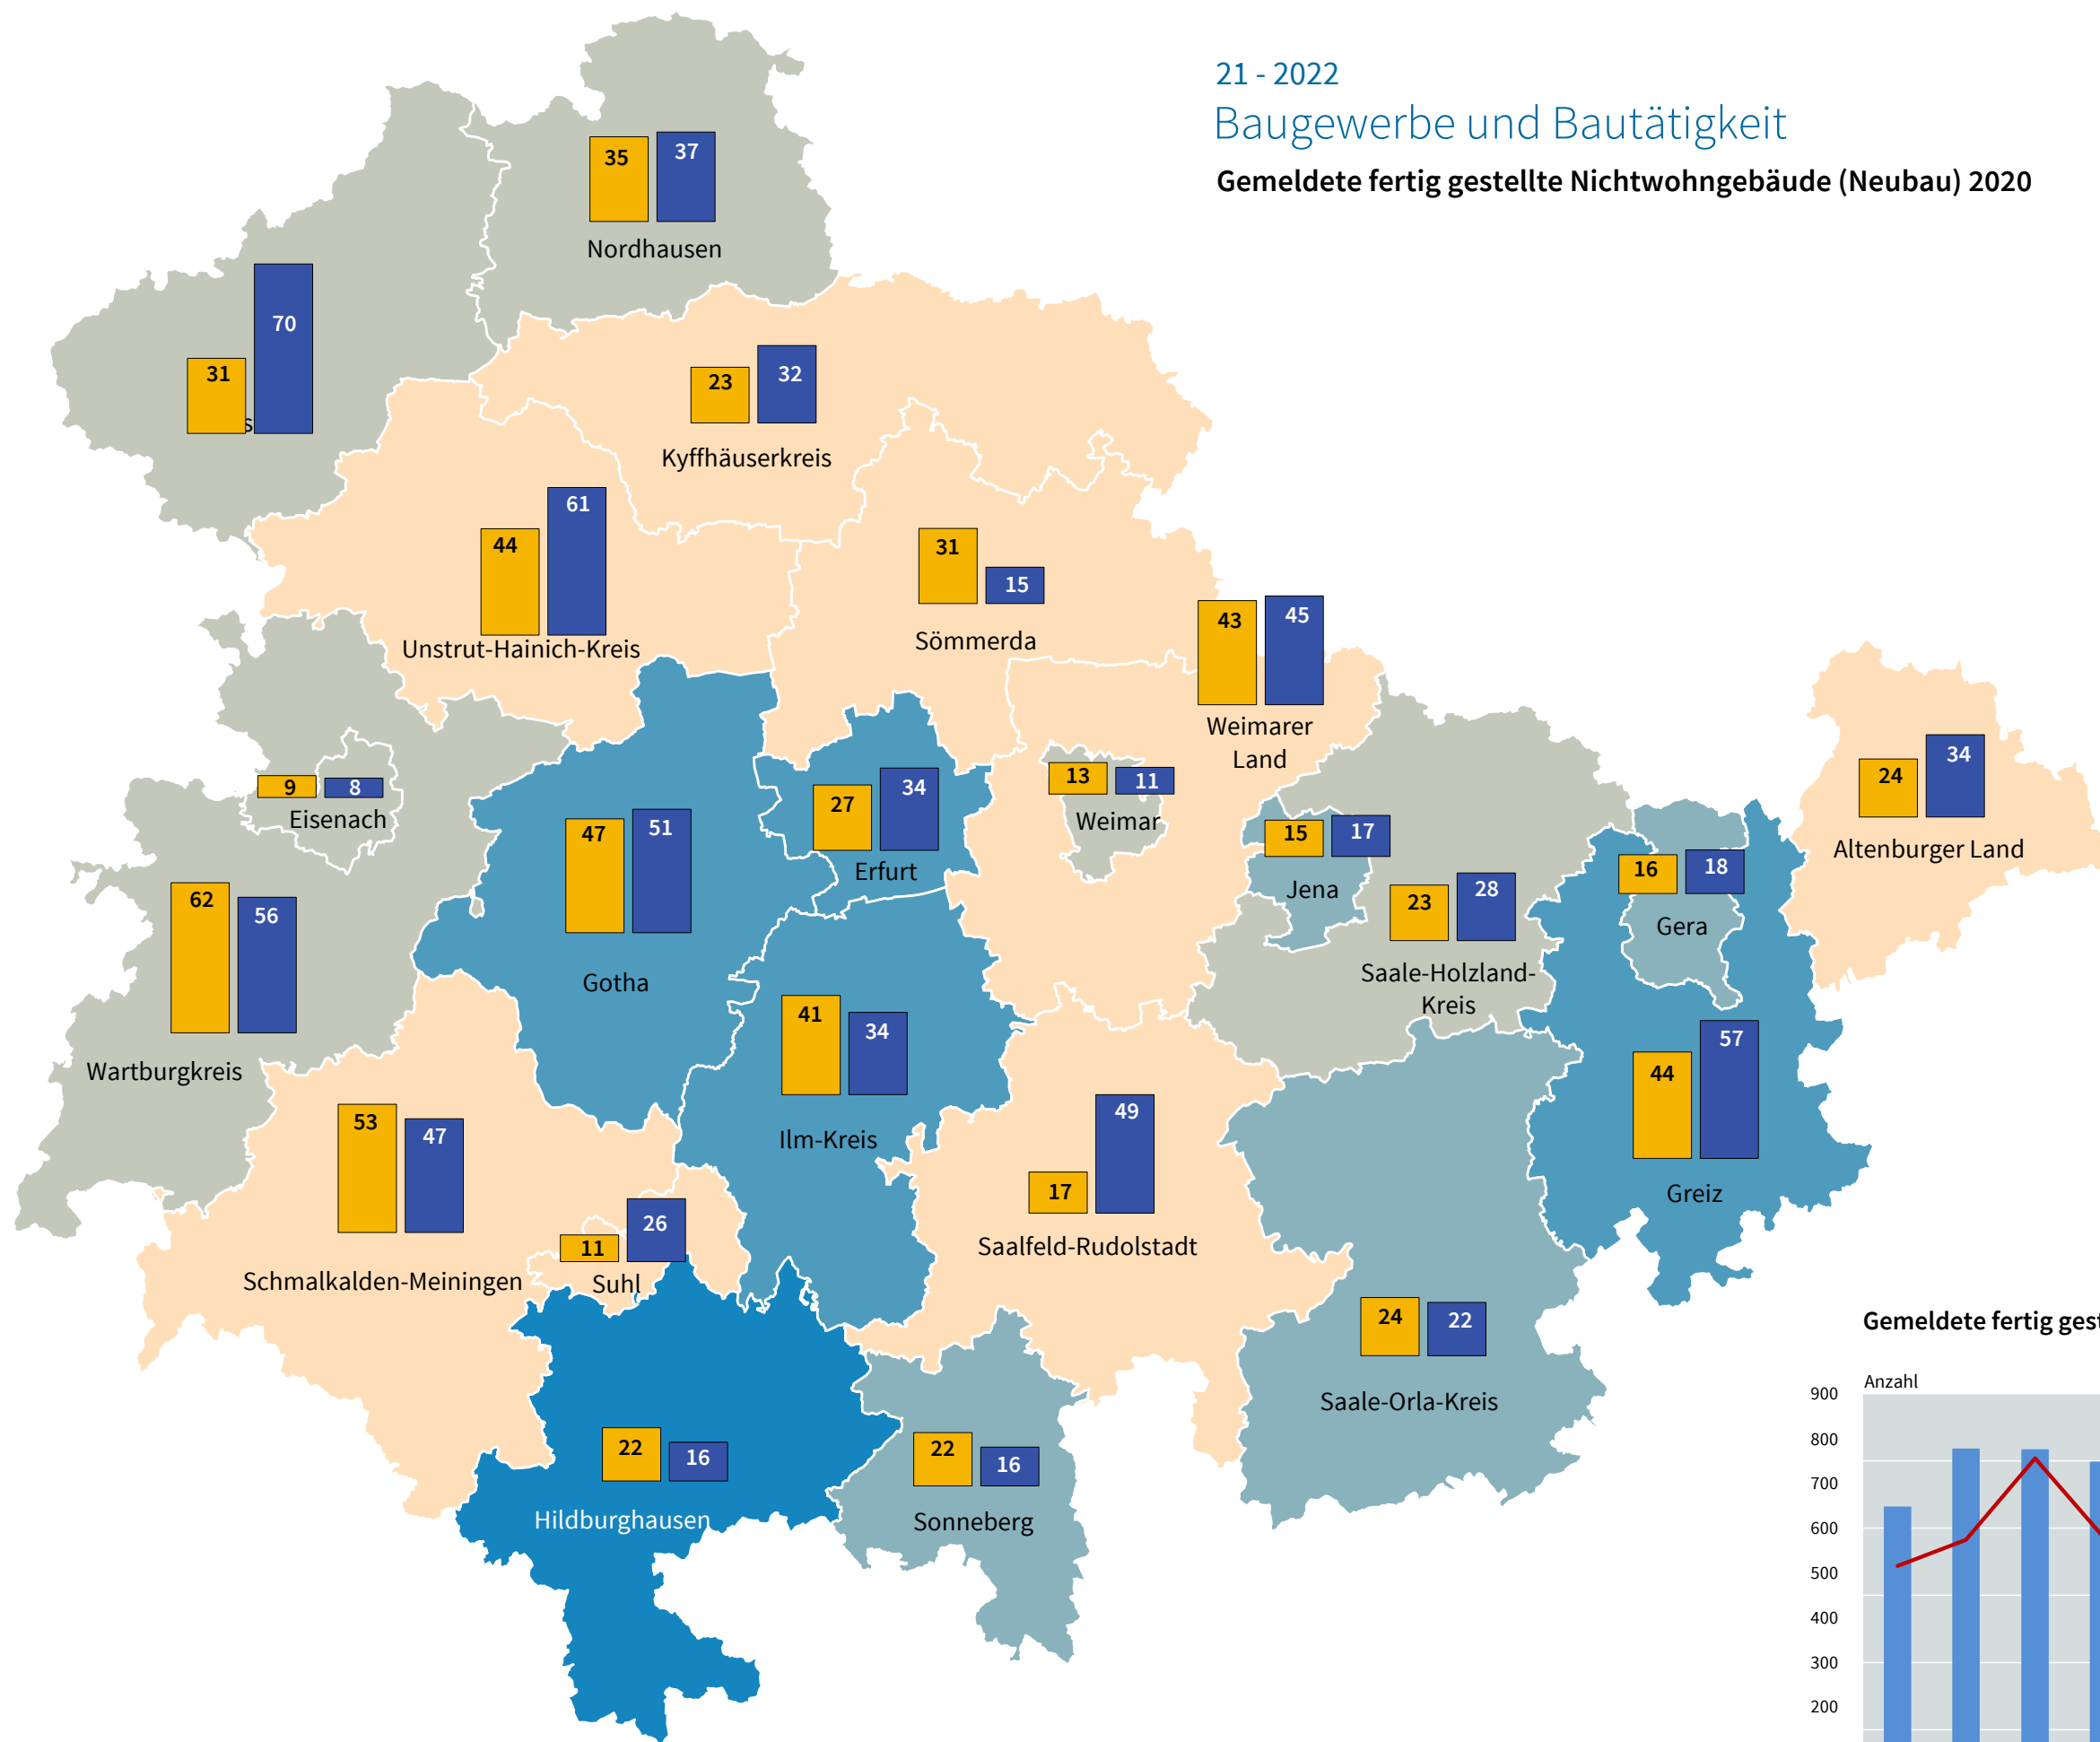 21 - 2022
Baugewerbe und Bautätigkeit
Gemeldete fertig gestellte Nichtwohngebäude (Neubau) 2020
35 37
Nordhausen
31 70
23 32
Kyffhäuserkreis
44 61
Unstrut-Hainich-Kreis
31 15
Sömmerda
43 45
Weimarer
Land
9 8
Eisenach
47 51
Gotha
27 34
Erfurt
13 11
Weimar
15 17
Jena
23 28
Saale-Holzland-
Kreis
16 18
Gera
24 34
Altenburger Land
62 56
Wartburgkreis
41 34
Ilm-Kreis
44 57
Greiz
53 47
Schmalkalden-Meiningen
11 26
Suhl
17 49
Saalfeld-Rudolstadt
24 22
Saale-Orla-Kreis
22 16
Hildburghausen
22 16
Sonneberg
Gemeldete fertig
Anzahl
900
800
700
600
500
400
300
200